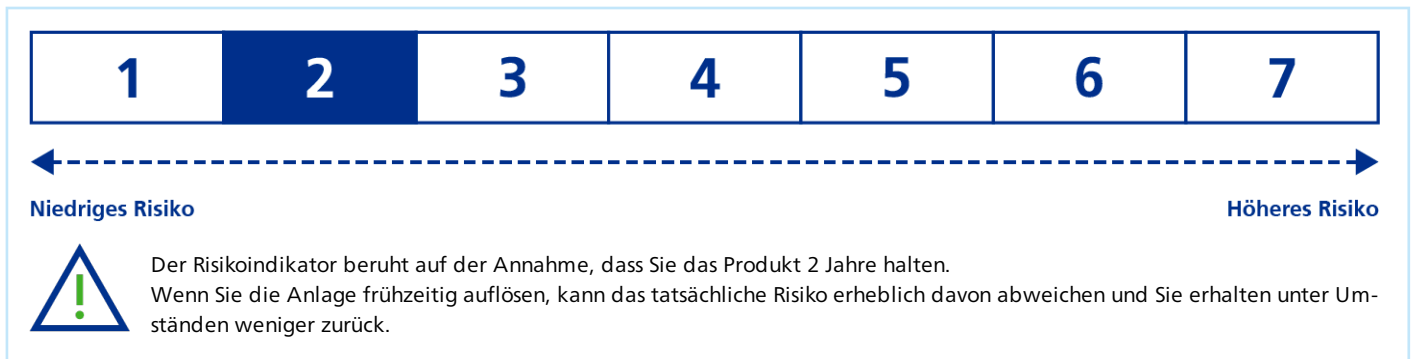 1 2 3 4 5 6 7
Niedriges Risiko Höheres Risiko
Der Risikoindikator beruht auf der Annahme, dass Sie das Produkt 2 Jahre halten.
Wenn Sie die Anlage frühzeitig auflösen, kann das tatsächliche Risiko erheblich davon abweichen und Sie erhalten unter Um-
ständen weniger zurück.